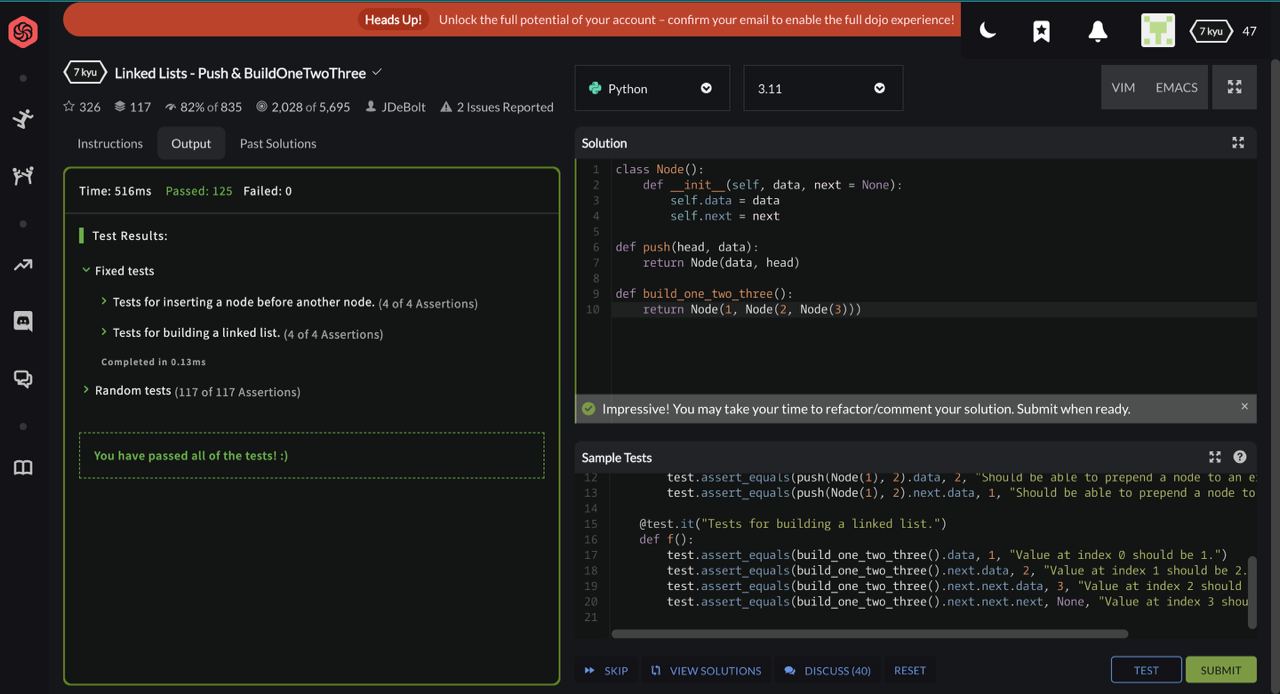 Heads Up! Unlock the full potential of your account – confirm your email to enable the full dojo experience!
7 kyu 47
7 kyu Linked Lists - Push & BuildOneTwoThree
326 117 82% of 835 2,028 of 5,695 JDeBolt 2 Issues Reported
Instructions Output Past Solutions
Time: 516ms Passed: 125 Failed: 0
Test Results:
Fixed tests
Tests for inserting a node before another node. (4 of 4 Assertions)
Tests for building a linked list. (4 of 4 Assertions)
Completed in 0.13ms
Random tests (117 of 117 Assertions)
You have passed all of the tests! :)
Python 3.11 VIM EMACS
Solution
1 class Node():
2 def __init__(self, data, next = None):
3 self.data = data
4 self.next = next
5
6 def push(head, data):
7 return Node(data, head)
8
9 def build_one_two_three():
10 return Node(1, Node(2, Node(3)))
Impressive! You may take your time to refactor/comment your solution. Submit when ready.
Sample Tests
12 test.assert_equals(push(Node(1), 2).data, 2, "Should be able to prepend a node to an e
13 test.assert_equals(push(Node(1), 2).next.data, 1, "Should be able to prepend a node to
14
15 @test.it("Tests for building a linked list.")
16 def f():
17 test.assert_equals(build_one_two_three().data, 1, "Value at index 0 should be 1.")
18 test.assert_equals(build_one_two_three().next.data, 2, "Value at index 1 should be 2.
19 test.assert_equals(build_one_two_three().next.next.data, 3, "Value at index 2 should
20 test.assert_equals(build_one_two_three().next.next.next, None, "Value at index 3 shou
21
SKIP VIEW SOLUTIONS DISCUSS (40) RESET TEST SUBMIT